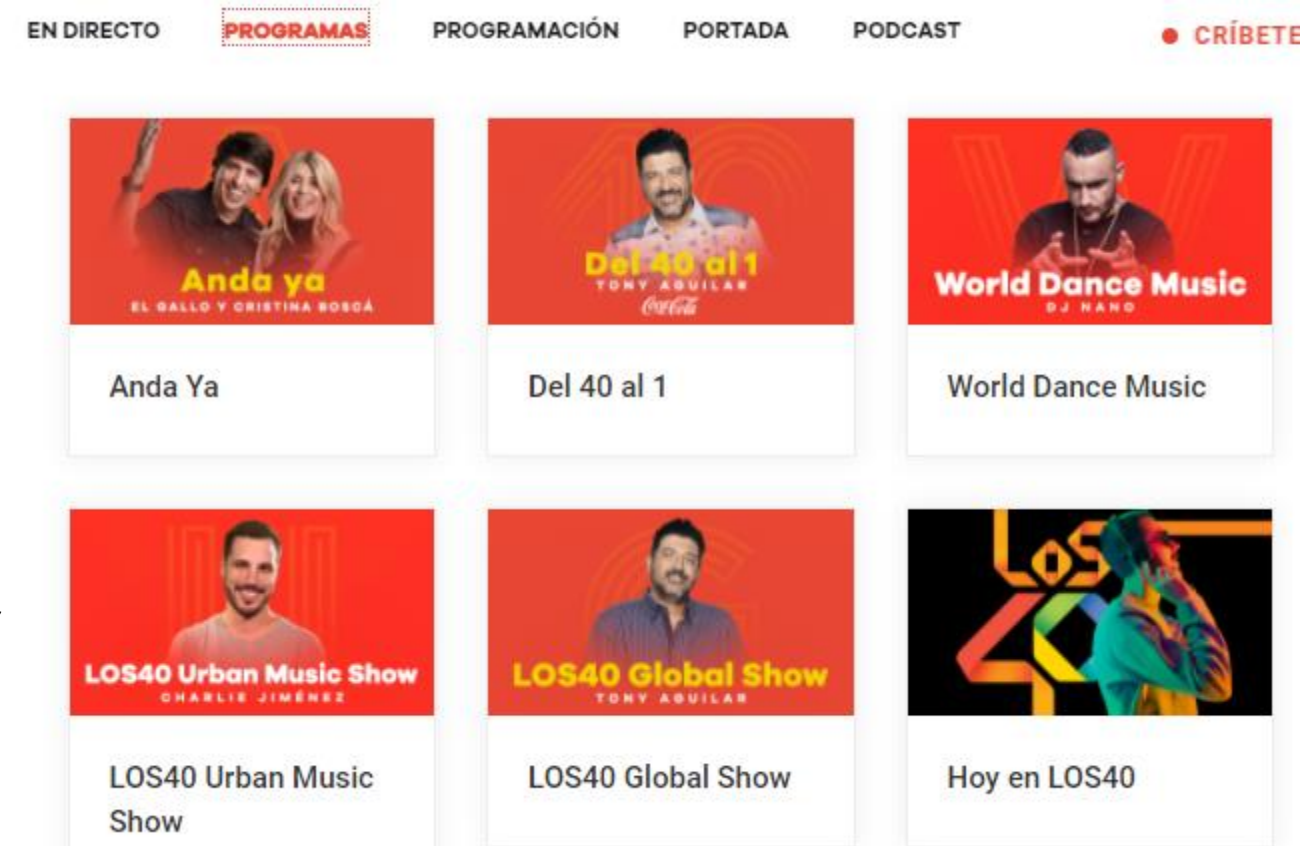 EN DIRECTO PROGRAMAS PROGRAMACIÓN PORTADA PODCAST CRÍBETE
Anda ya
EL GALLO Y CRISTINA BOSCÁ
Del 40 al 1
TONY AGUILAR
Coca-Cola
World Dance Music
DJ NANO
Anda Ya
Del 40 al 1
World Dance Music
LOS40 Urban Music Show
CHARLIE JIMÉNEZ
LOS40 Global Show
TONY AGUILAR
LOS
40
LOS40 Urban Music
Show
LOS40 Global Show
Hoy en LOS40